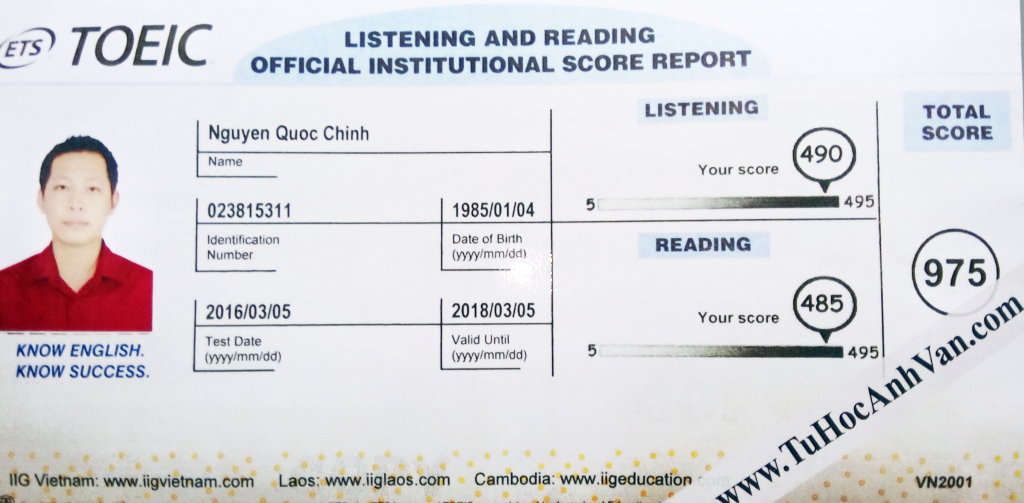 ETS TOEIC
LISTENING AND READING
OFFICIAL INSTITUTIONAL SCORE REPORT
Nguyen Quoc Chinh
Name
023815311
1985/01/04
Identification
Number
Date of Birth
(yyyy/mm/dd)
2016/03/05
2018/03/05
Test Date
(yyyy/mm/dd)
Valid Until
(yyyy/mm/dd)
KNOW ENGLISH.
KNOW SUCCESS.
LISTENING
Your score
490
5
495
READING
Your score
485
5
495
TOTAL
SCORE
975
www.TuHocAnhVan.com
IIG Vietnam: www.iigvietnam.com Laos: www.iiglaos.com Cambodia: www.iigeducation
VN2001